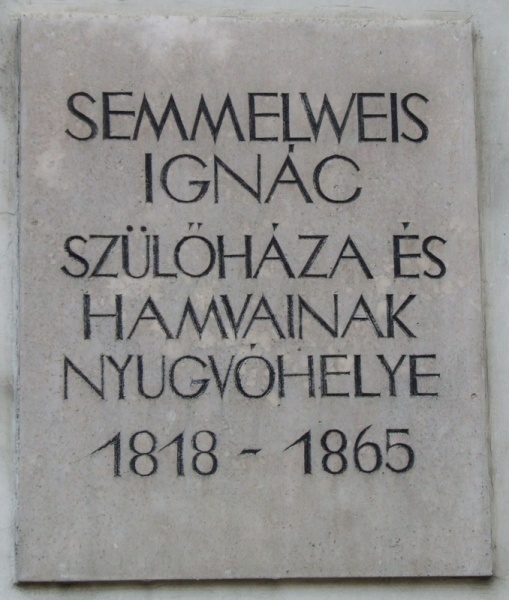 SEMMELWEIS
IGNÁC
SZÜLŐHÁZA ÉS
HAMVAINAK
NYUGVÓHELYE
1818 - 1865